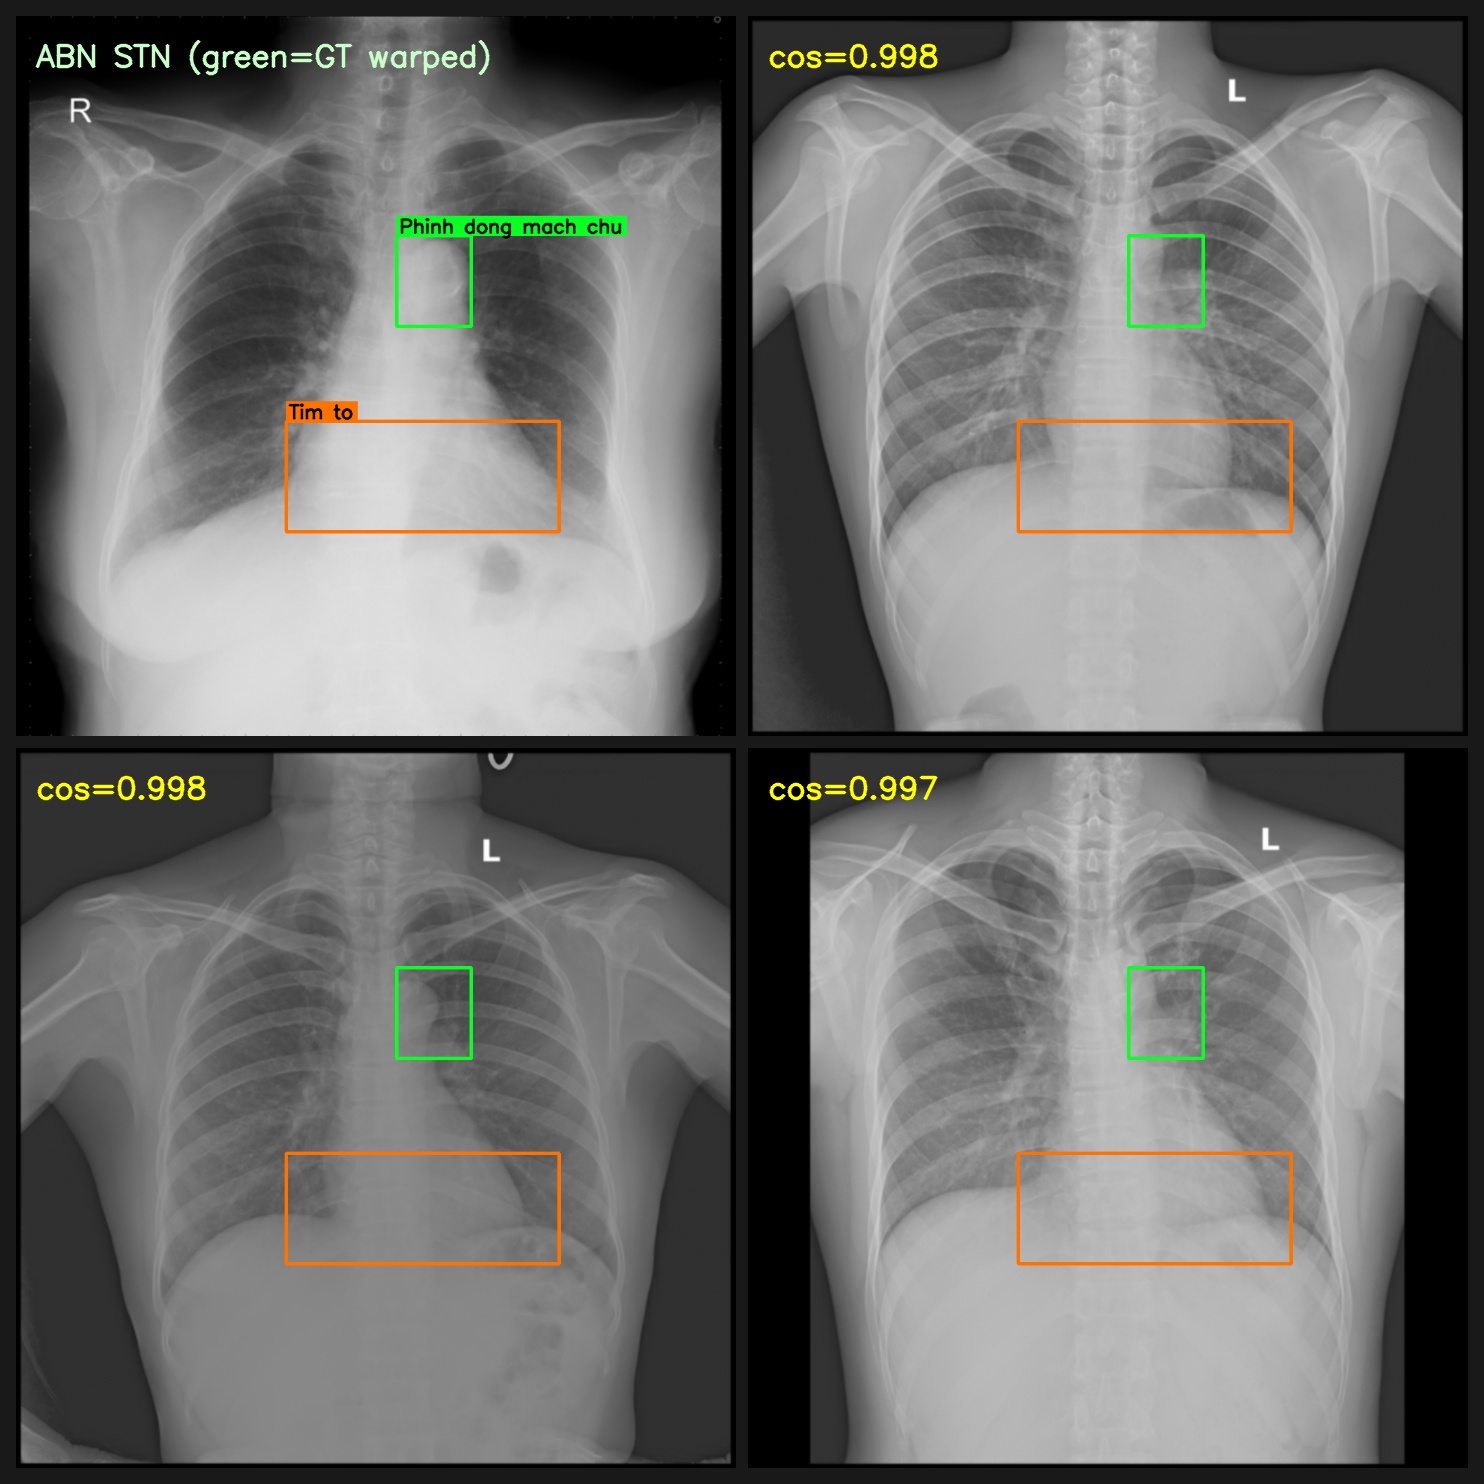 ABN STN (green=GT warped)
R
Phinh dong mach chu
Tim to
cos=0.998
L
cos=0.998
L
cos=0.997
L